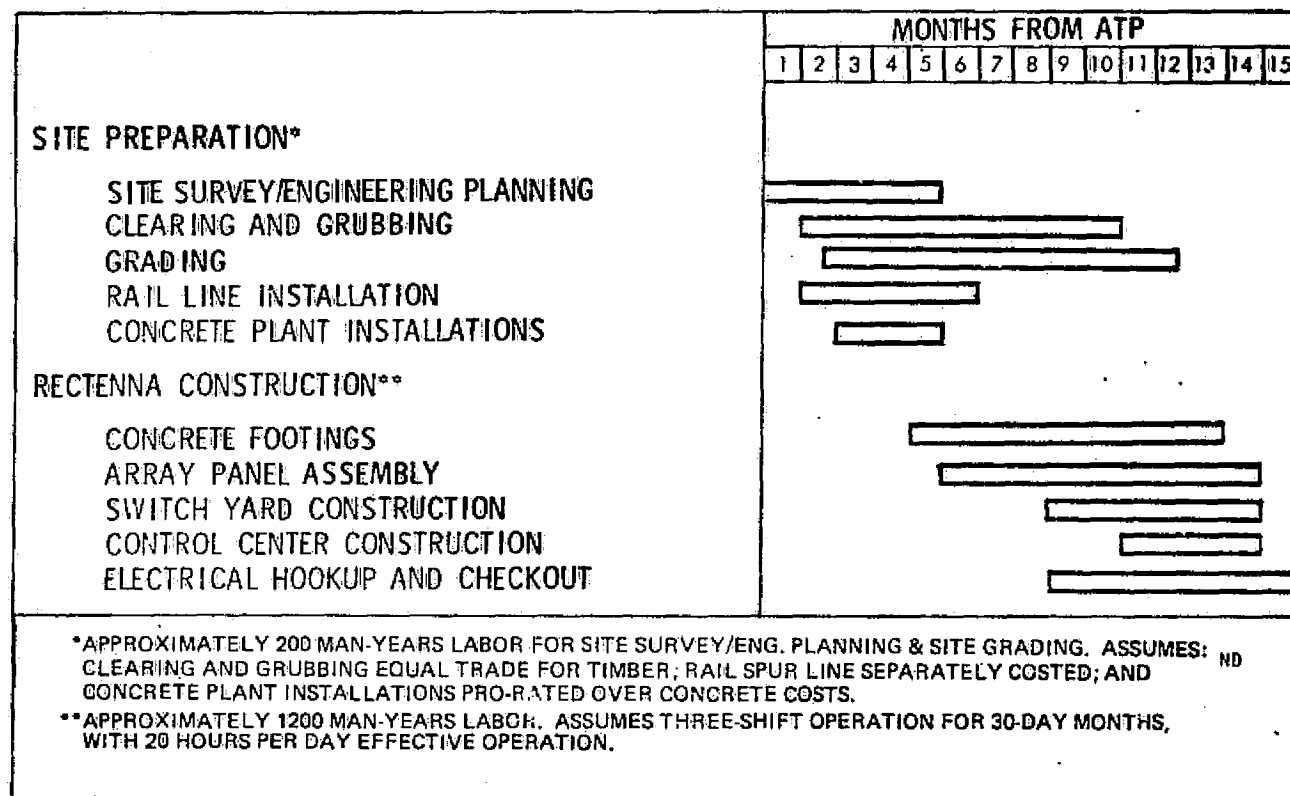 MONTHS FROM ATP
1 2 3 4 5 6 7 8 9 10 11 12 13 14 15
SITE PREPARATION*
SITE SURVEY/ENGINEERING PLANNING
CLEARING AND GRUBBING
GRADING
RAIL LINE INSTALLATION
CONCRETE PLANT INSTALLATIONS
RECTENNA CONSTRUCTION**
CONCRETE FOOTINGS
ARRAY PANEL ASSEMBLY
SWITCH YARD CONSTRUCTION
CONTROL CENTER CONSTRUCTION
ELECTRICAL HOOKUP AND CHECKOUT
*APPROXIMATELY 200 MAN-YEARS LABOR FOR SITE SURVEY/ENG. PLANNING & SITE GRADING. ASSUMES: ND
CLEARING AND GRUBBING EQUAL TRADE FOR TIMBER; RAIL SPUR LINE SEPARATELY COSTED; AND
CONCRETE PLANT INSTALLATIONS PRO-RATED OVER CONCRETE COSTS.
**APPROXIMATELY 1200 MAN-YEARS LABOR. ASSUMES THREE-SHIFT OPERATION FOR 30-DAY MONTHS,
WITH 20 HOURS PER DAY EFFECTIVE OPERATION.